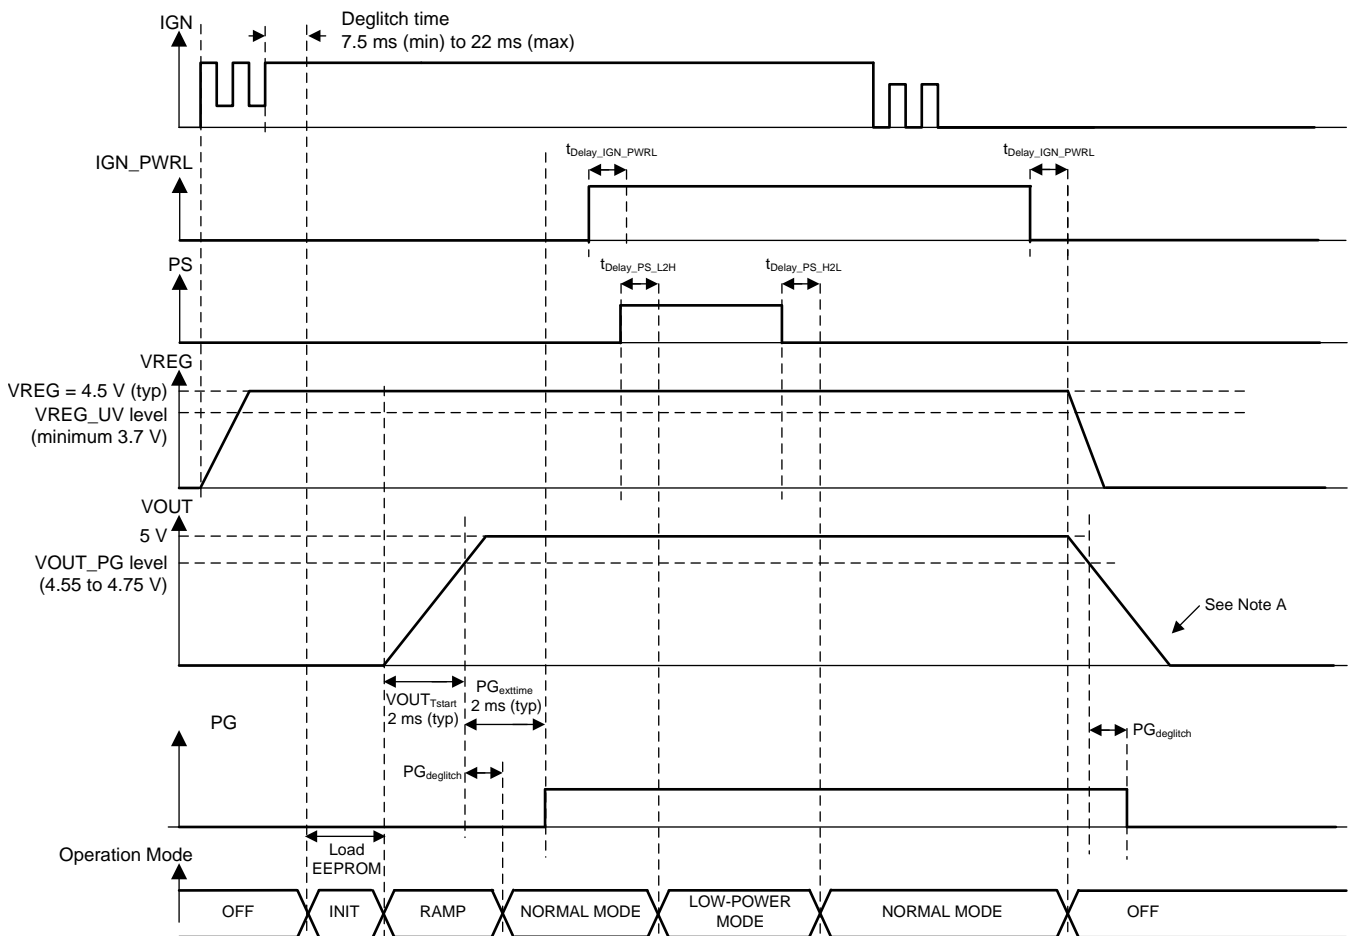 IGN
Deglitch time
7.5 ms (min) to 22 ms (max)
IGN_PWRL
tDelay_IGN_PWRL
tDelay_IGN_PWRL
PS
tDelay_PS_L2H
tDelay_PS_H2L
VREG
VREG = 4.5 V (typ)
VREG_UV level
(minimum 3.7 V)
VOUT
5 V
VOUT_PG level
(4.55 to 4.75 V)
See Note A
VOUTTstart
2 ms (typ)
PGexttime
2 ms (typ)
PG
PGdeglitch
PGdeglitch
Load
EEPROM
Operation Mode
OFF
INIT
RAMP
NORMAL MODE
LOW-POWER
MODE
NORMAL MODE
OFF